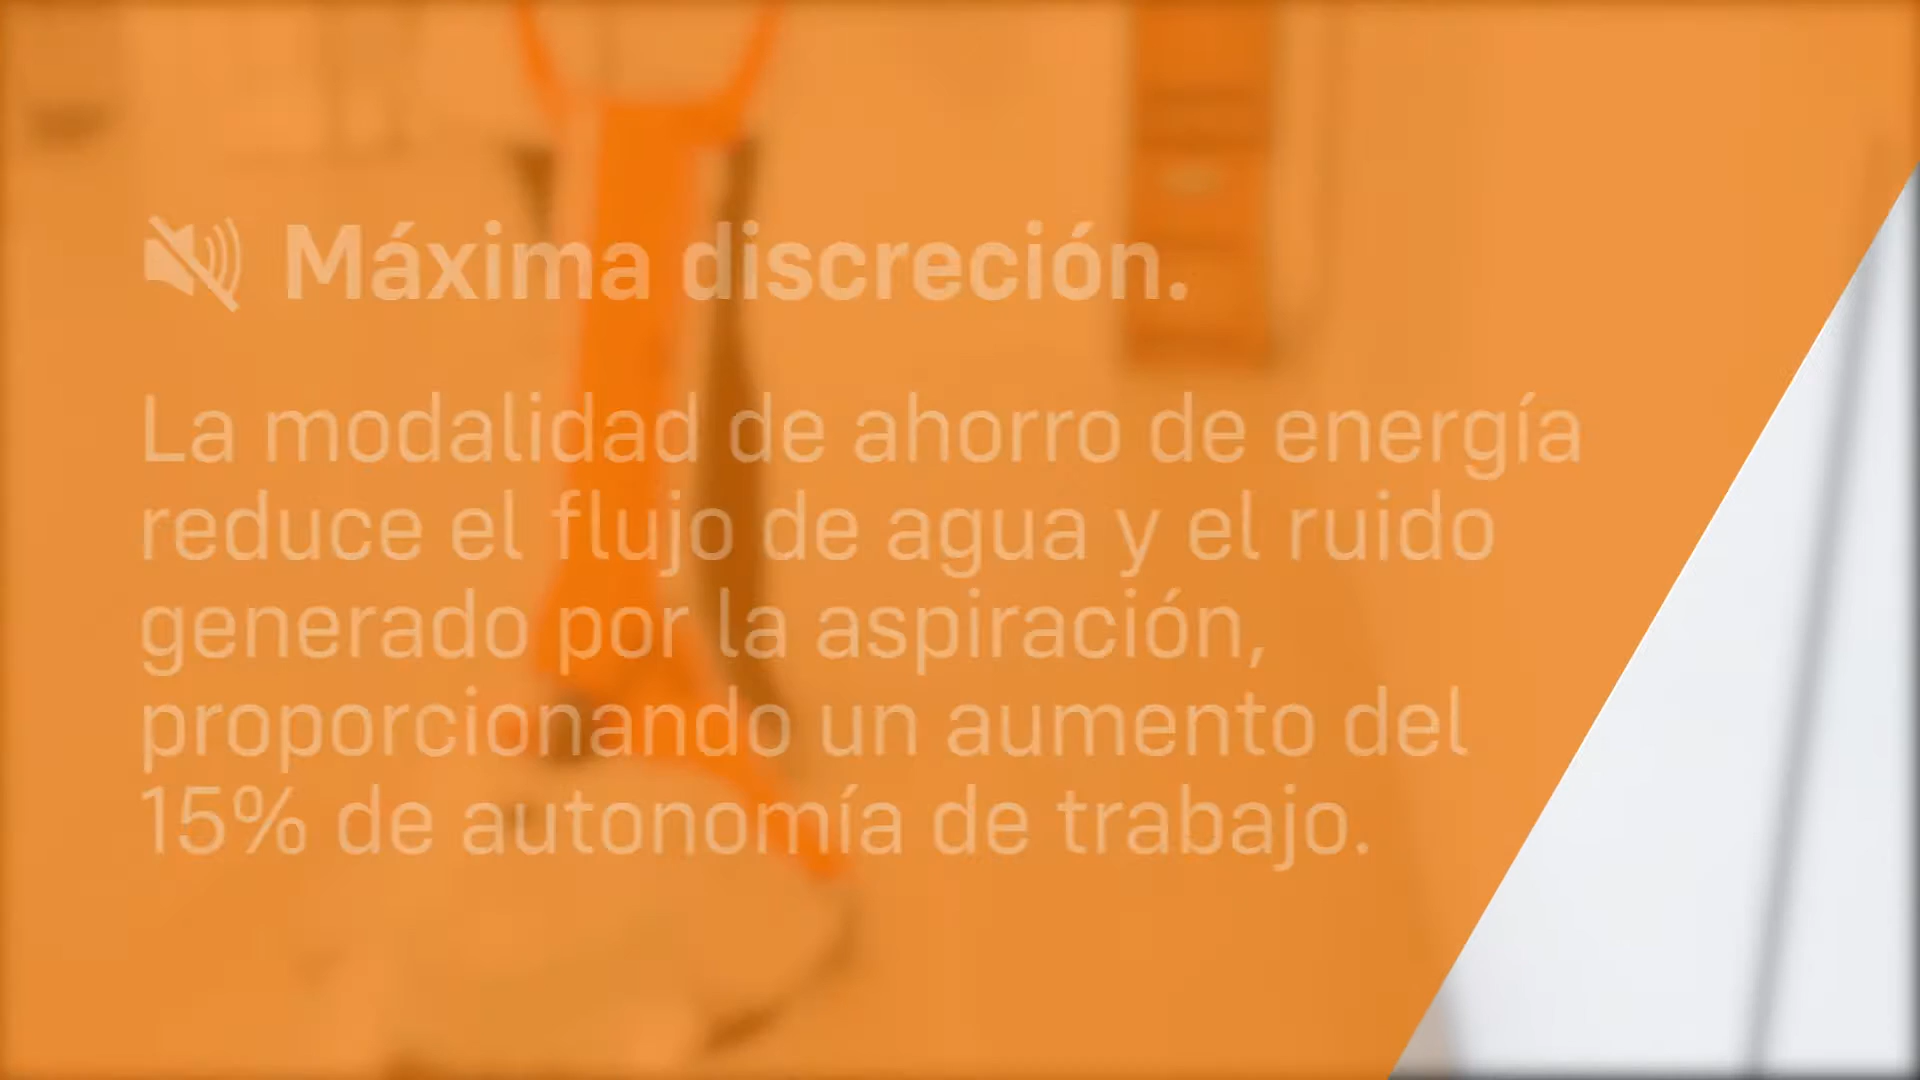 Máxima discreción.
La modalidad de ahorro de energía
reduce el flujo de agua y el ruido
generado por la aspiración,
proporcionando un aumento del
15% de autonomía de trabajo.